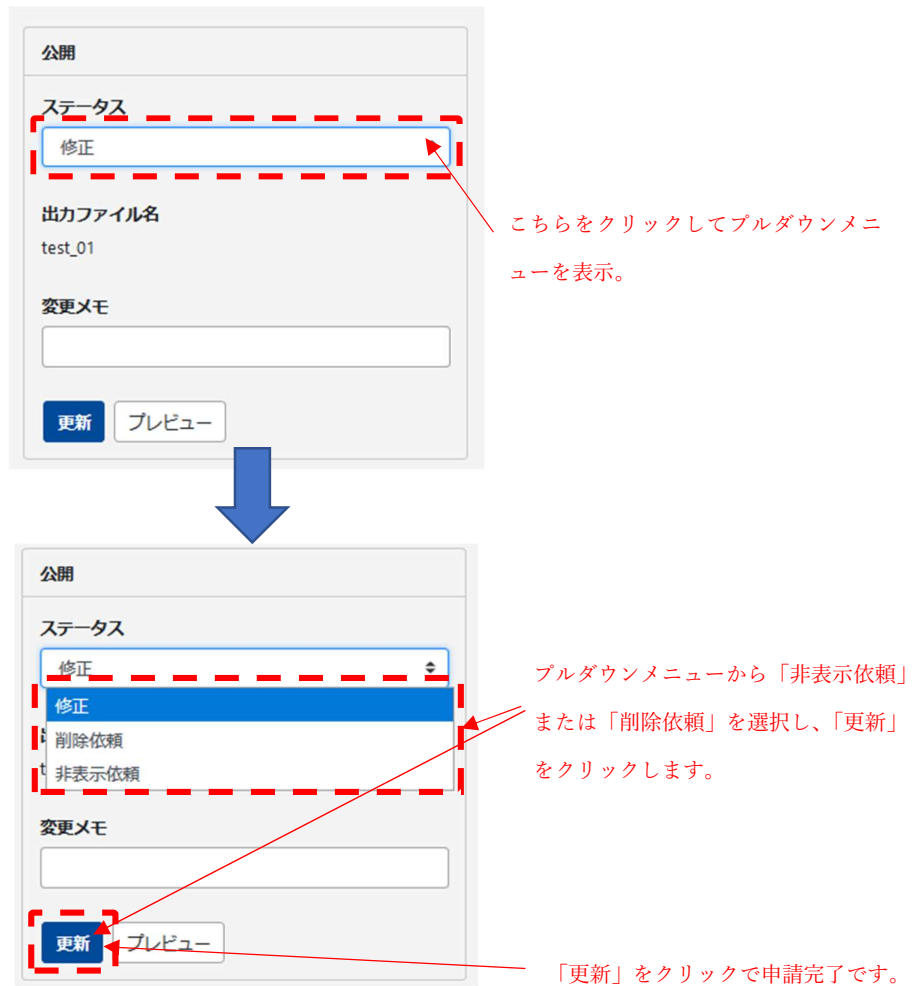 公開
ステータス
修正
こちらをクリックしてプルダウンメニ
ューを表示。
出力ファイル名
test_01
変更メモ
更新
プレビュー
公開
ステータス
修正
修正
削除依頼
非表示依頼
t
プルダウンメニューから「非表示依頼」
または「削除依頼」を選択し、「更新」
をクリックします。
変更メモ
更新
プレビュー
「更新」をクリックで申請完了です。